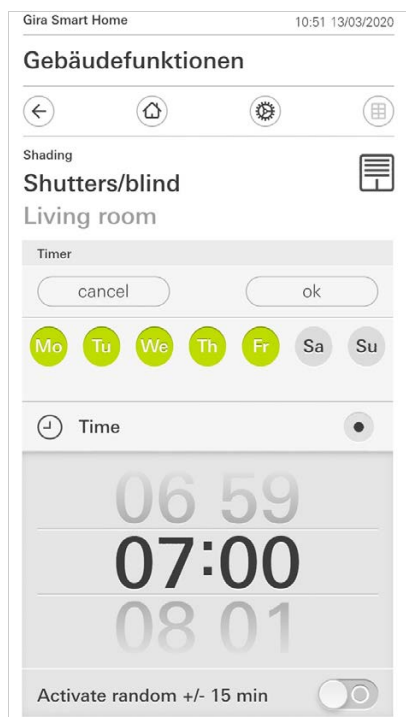 Gira Smart Home 10:51 13/03/2020
Gebäudefunktionen
Shading
Shutters/blind
Living room
Timer
cancel ok
Mo Tu We Th Fr Sa Su
Time
06 59
07:00
08 01
Activate random +/- 15 min